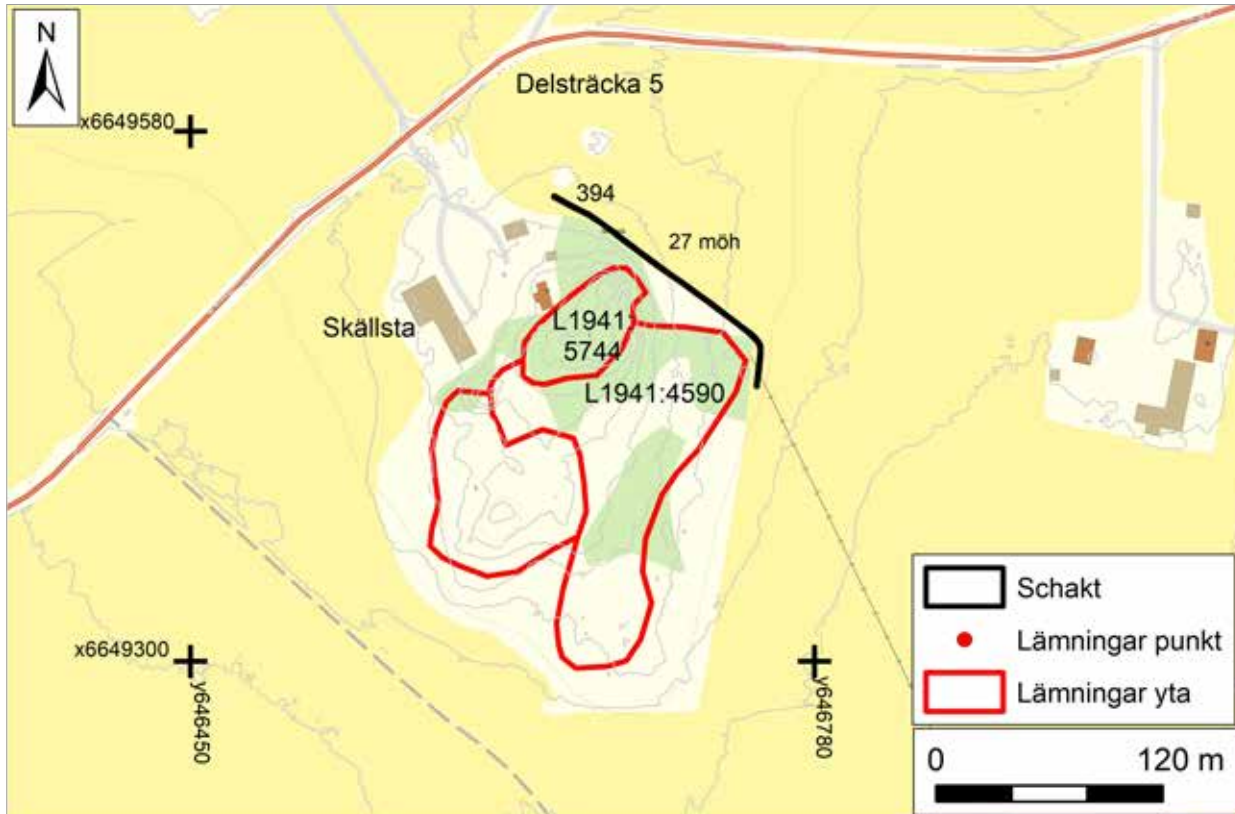 N
Delsträcka 5
x6649580
394
27 möh
Skällsta
L1941:
5744
L1941:4590
x6649300
y646450
y646780
Schakt
Lämningar punkt
Lämningar yta
0 120 m